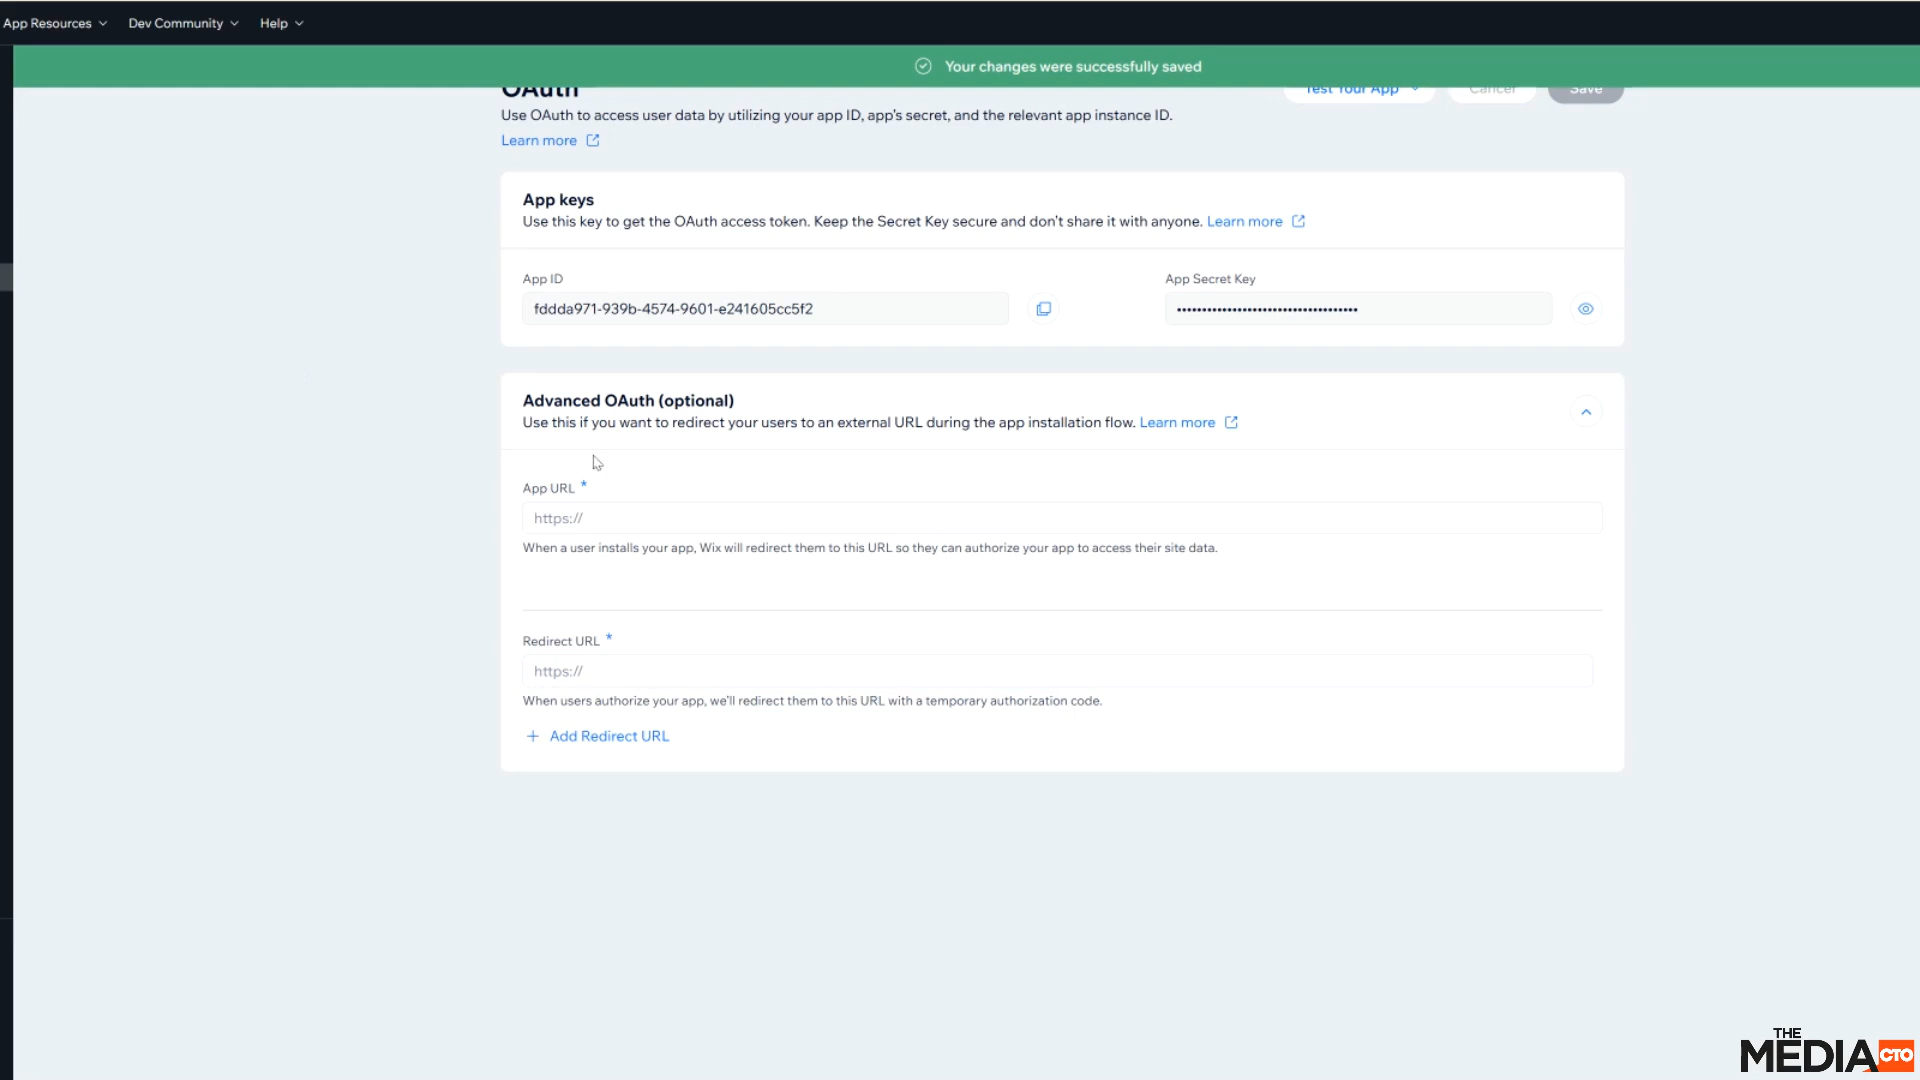 App Resources
Dev Community
Help
Your changes were successfully saved
OAuth
Test Your App
Cancel
Save
Use OAuth to access user data by utilizing your app ID, app's secret, and the relevant app instance ID.
Learn more
App keys
Use this key to get the OAuth access token. Keep the Secret Key secure and don't share it with anyone. Learn more
App ID
App Secret Key
fddda971-939b-4574-9601-e241605cc5f2
••••••••••••••••••••••••••••••••••••
Advanced OAuth (optional)
Use this if you want to redirect your users to an external URL during the app installation flow. Learn more
App URL *
https://
When a user installs your app, Wix will redirect them to this URL so they can authorize your app to access their site data.
Redirect URL *
https://
When users authorize your app, we'll redirect them to this URL with a temporary authorization code.
+ Add Redirect URL
THE
MEDIA CTO